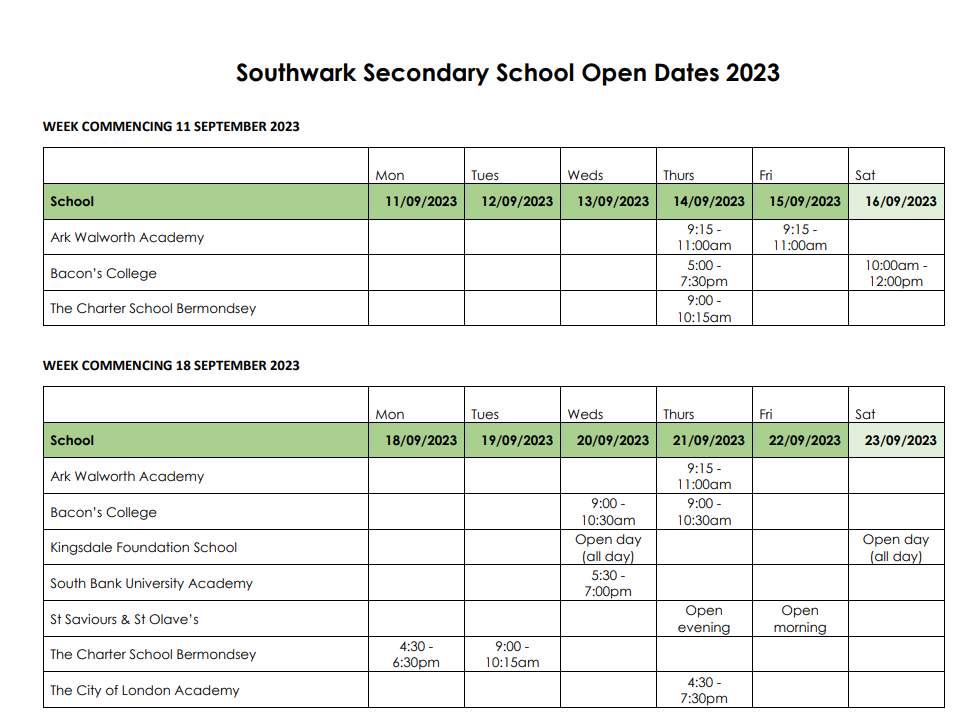 Southwark Secondary School Open Dates 2023
WEEK COMMENCING 11 SEPTEMBER 2023
Mon Tues Weds Thurs Fri Sat
School 11/09/2023 12/09/2023 13/09/2023 14/09/2023 15/09/2023 16/09/2023
Ark Walworth Academy 9:15 - 11:00am 9:15 - 11:00am
Bacon’s College 5:00 - 7:30pm 10:00am - 12:00pm
The Charter School Bermondsey 9:00 - 10:15am
WEEK COMMENCING 18 SEPTEMBER 2023
Mon Tues Weds Thurs Fri Sat
School 18/09/2023 19/09/2023 20/09/2023 21/09/2023 22/09/2023 23/09/2023
Ark Walworth Academy 9:15 - 11:00am
Bacon’s College 9:00 - 10:30am 9:00 - 10:30am
Kingsdale Foundation School Open day (all day) Open day (all day)
South Bank University Academy 5:30 - 7:00pm
St Saviours & St Olave’s Open evening Open morning
The Charter School Bermondsey 4:30 - 6:30pm 9:00 - 10:15am
The City of London Academy 4:30 - 7:30pm